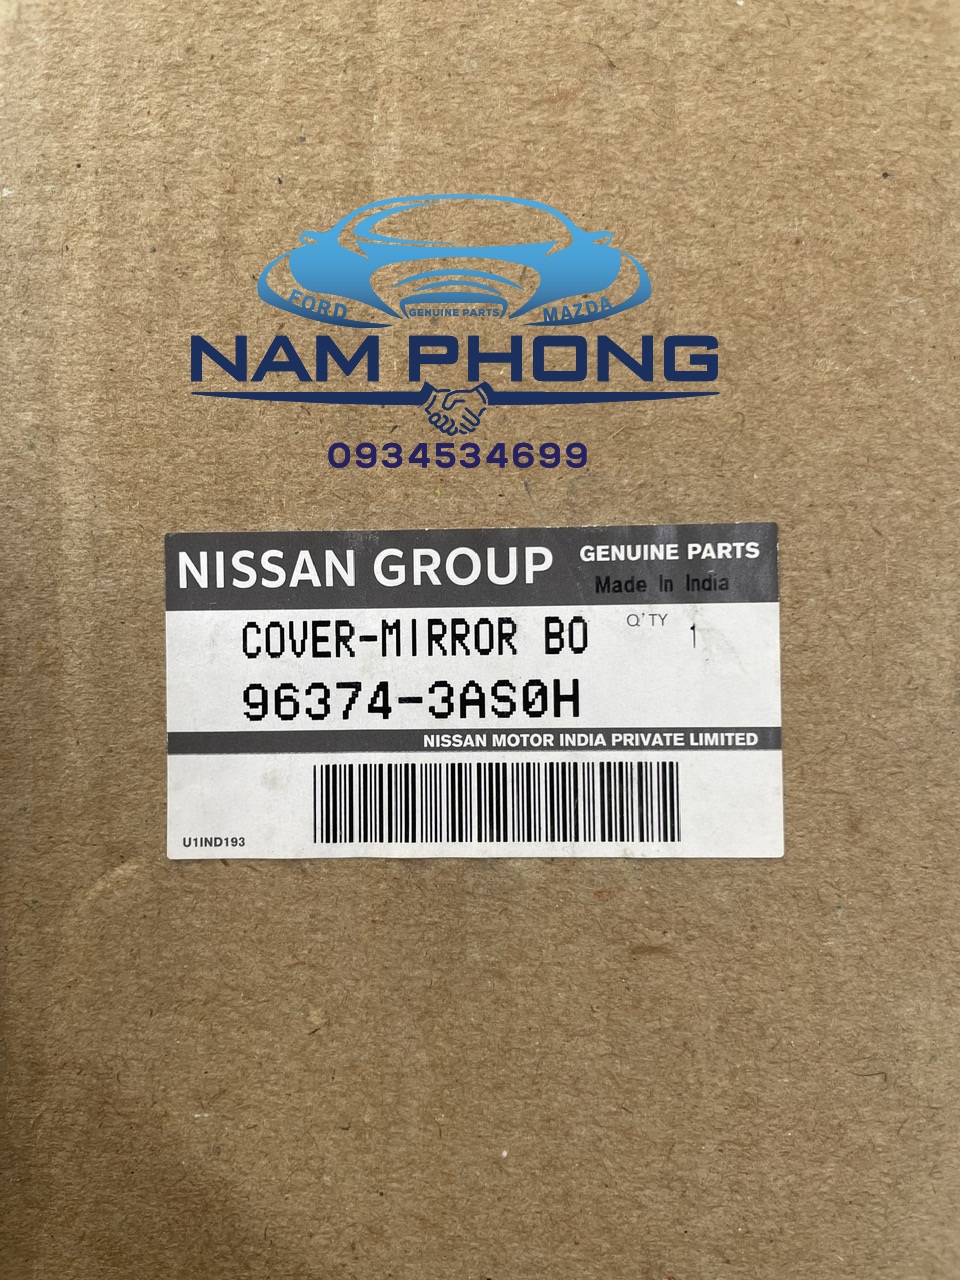 FORD
GENUINE PARTS
MAZDA
NAM PHONG
0934534699
NISSAN GROUP
GENUINE PARTS
Made In India
COVER-MIRROR BO
Q'TY 1
96374-3AS0H
NISSAN MOTOR INDIA PRIVATE LIMITED
U1IND193